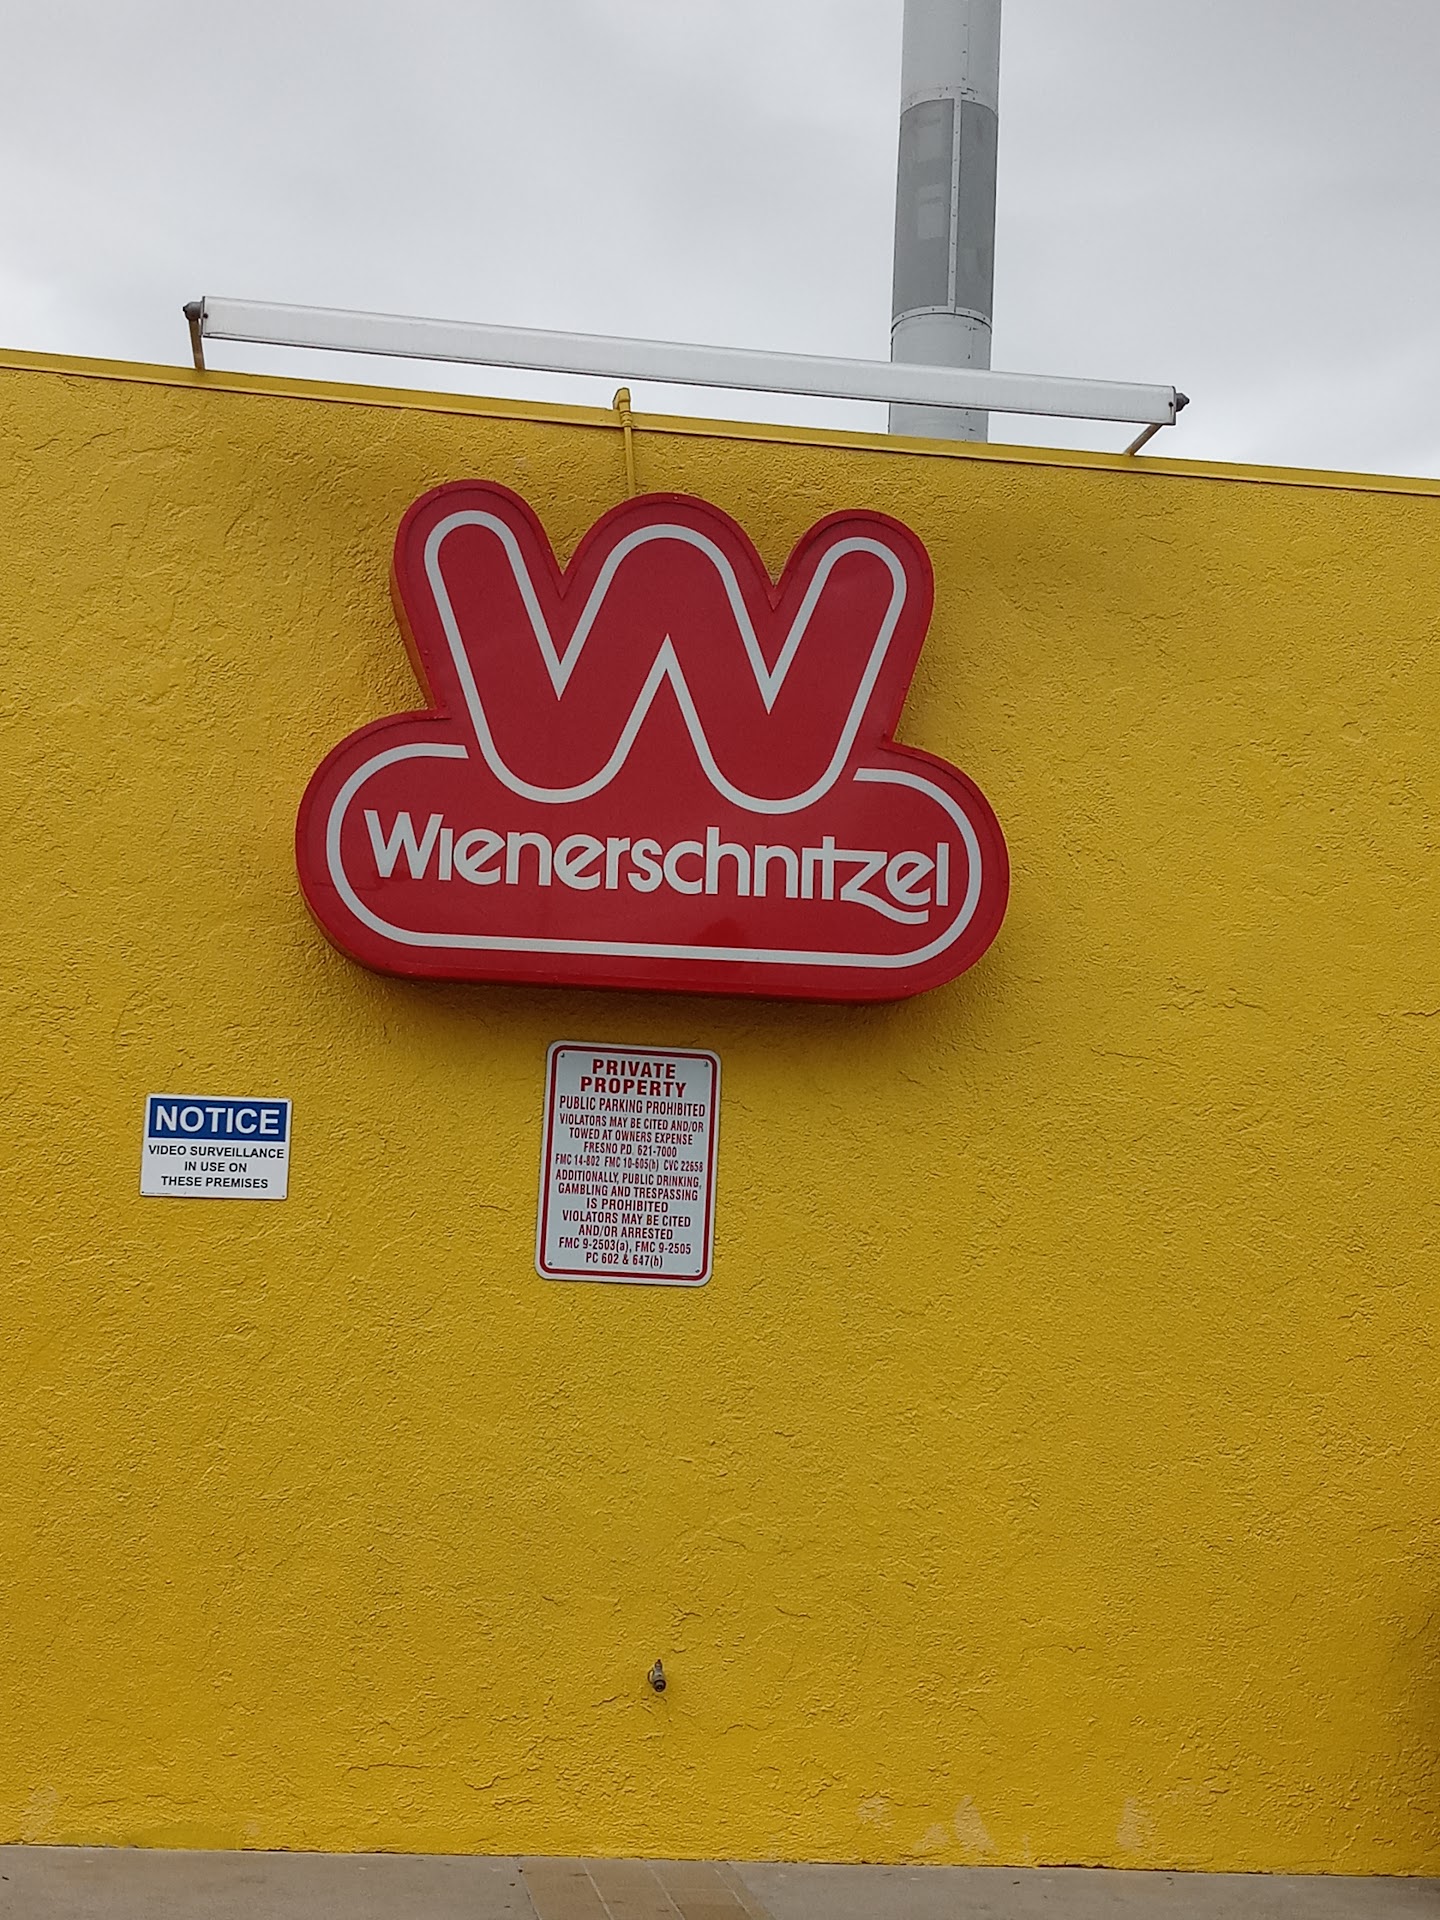 W
Wienerschnitzel
NOTICE
VIDEO SURVEILLANCE
IN USE ON
THESE PREMISES
PRIVATE
PROPERTY
PUBLIC PARKING PROHIBITED
VIOLATORS MAY BE CITED AND/OR
TOWED AT OWNERS EXPENSE
FRESNO P.D. 621-7000
FMC 14-802 FMC 10-605(h) CVC 22658
ADDITIONALLY, PUBLIC DRINKING,
GAMBLING AND TRESPASSING
IS PROHIBITED
VIOLATORS MAY BE CITED
AND/OR ARRESTED
FMC 9-2503(a), FMC 9-2505
PC 602 & 647(h)